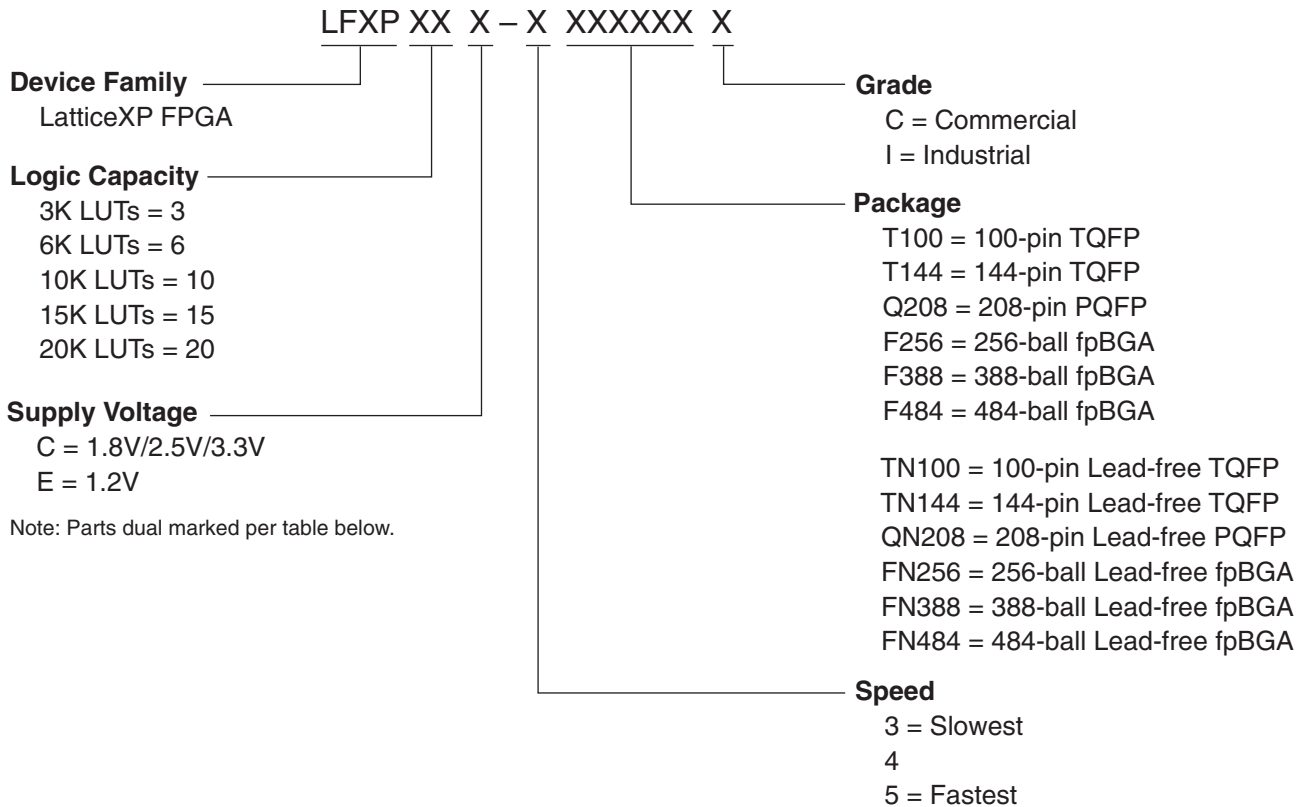 LFXP XX X – X XXXXXX X
Device Family
LatticeXP FPGA
Logic Capacity
3K LUTs = 3
6K LUTs = 6
10K LUTs = 10
15K LUTs = 15
20K LUTs = 20
Supply Voltage
C = 1.8V/2.5V/3.3V
E = 1.2V
Note: Parts dual marked per table below.
Grade
C = Commercial
I = Industrial
Package
T100 = 100-pin TQFP
T144 = 144-pin TQFP
Q208 = 208-pin PQFP
F256 = 256-ball fpBGA
F388 = 388-ball fpBGA
F484 = 484-ball fpBGA
TN100 = 100-pin Lead-free TQFP
TN144 = 144-pin Lead-free TQFP
QN208 = 208-pin Lead-free PQFP
FN256 = 256-ball Lead-free fpBGA
FN388 = 388-ball Lead-free fpBGA
FN484 = 484-ball Lead-free fpBGA
Speed
3 = Slowest
4
5 = Fastest